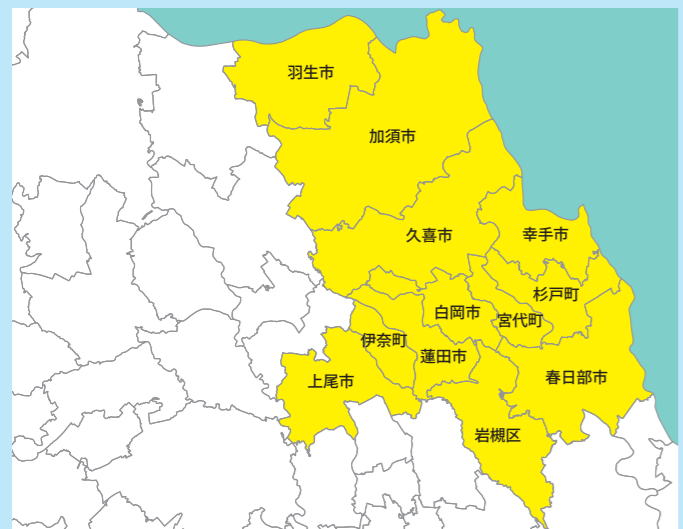 羽生市
加須市
久喜市
幸手市
杉戸町
白岡市
宮代町
伊奈町
蓮田市
上尾市
春日部市
岩槻区